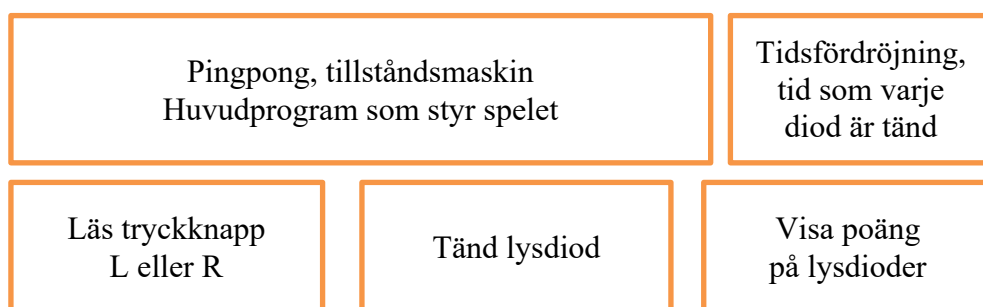 Pingpong, tillståndsmaskin
Huvudprogram som styr spelet
Tidsfördröjning,
tid som varje
diod är tänd
Läs tryckknapp
L eller R
Tänd lysdiod
Visa poäng
på lysdioder